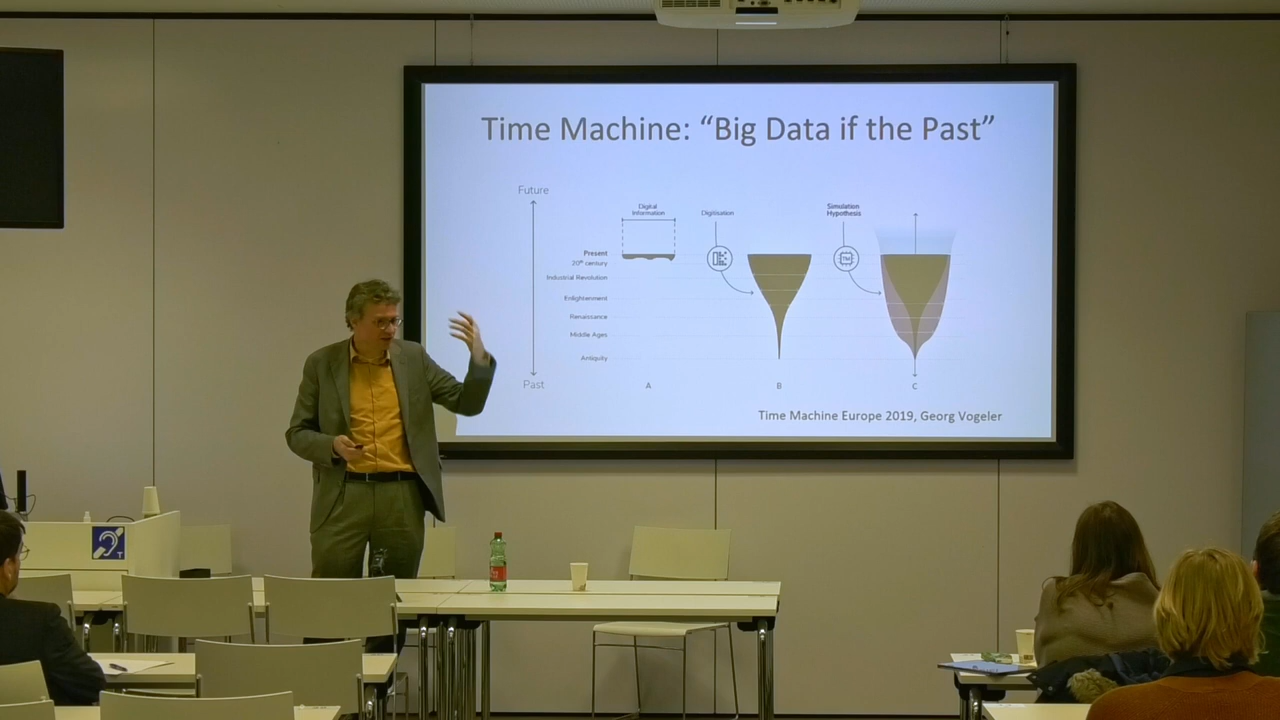 Time Machine: “Big Data if the Past”
Future
Digital
Information
Digitisation
Simulation
Hypothesis
Present
20th century
Industrial Revolution
Enlightenment
Renaissance
Middle Ages
Antiquity
Past
A
B
C
TM
Time Machine Europe 2019, Georg Vogeler
T